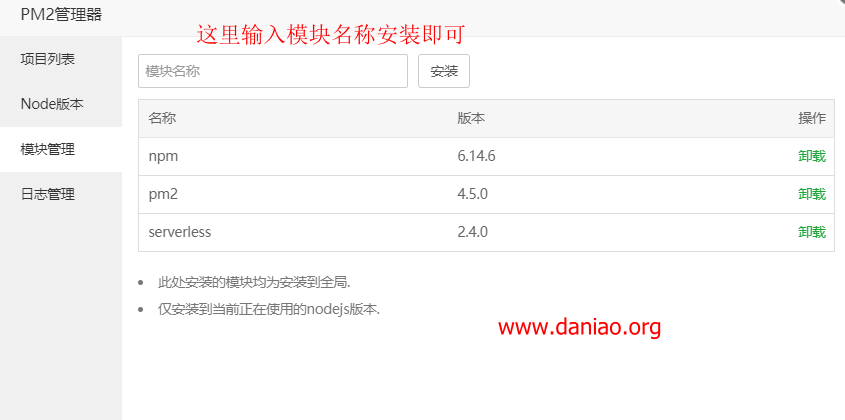 PM2管理器
这里输入模块名称安装即可
项目列表
Node版本
模块管理
日志管理
模块名称 安装
名称 版本 操作
npm 6.14.6 卸载
pm2 4.5.0 卸载
serverless 2.4.0 卸载
此处安装的模块均为安装到全局.
仅安装到当前正在使用的nodejs版本.
www.daniao.org